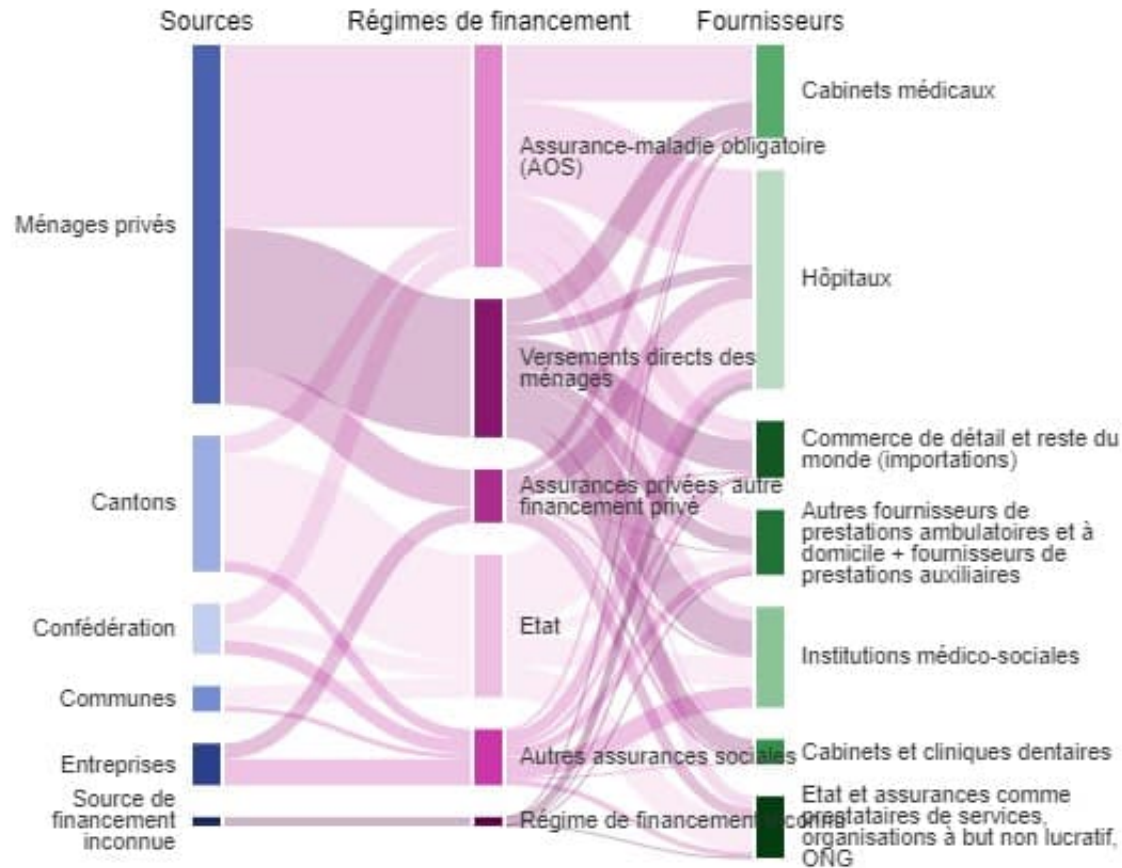 Sources
Régimes de financement
Fournisseurs
Ménages privés
Cantons
Confédération
Communes
Entreprises
Source de
financement
inconnue
Assurance-maladie obligatoire
(AOS)
Versements directs des
ménages
Assurances privées, autre
financement privé
Etat
Autres assurances sociales
Régime de financement inconnu
Cabinets médicaux
Hôpitaux
Commerce de détail et reste du
monde (importations)
Autres fournisseurs de
prestations ambulatoires et à
domicile + fournisseurs de
prestations auxiliaires
Institutions médico-sociales
Cabinets et cliniques dentaires
Etat et assurances comme
prestataires de services,
organisations à but non lucratif,
ONG